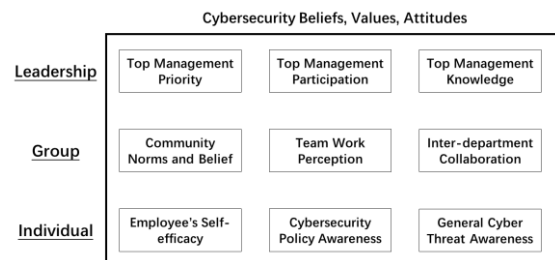 Cybersecurity Beliefs, Values, Attitudes
Leadership
Top Management
Priority
Top Management
Participation
Top Management
Knowledge
Group
Community
Norms and Belief
Team Work
Perception
Inter-department
Collaboration
Individual
Employee's Self-
efficacy
Cybersecurity
Policy Awareness
General Cyber
Threat Awareness